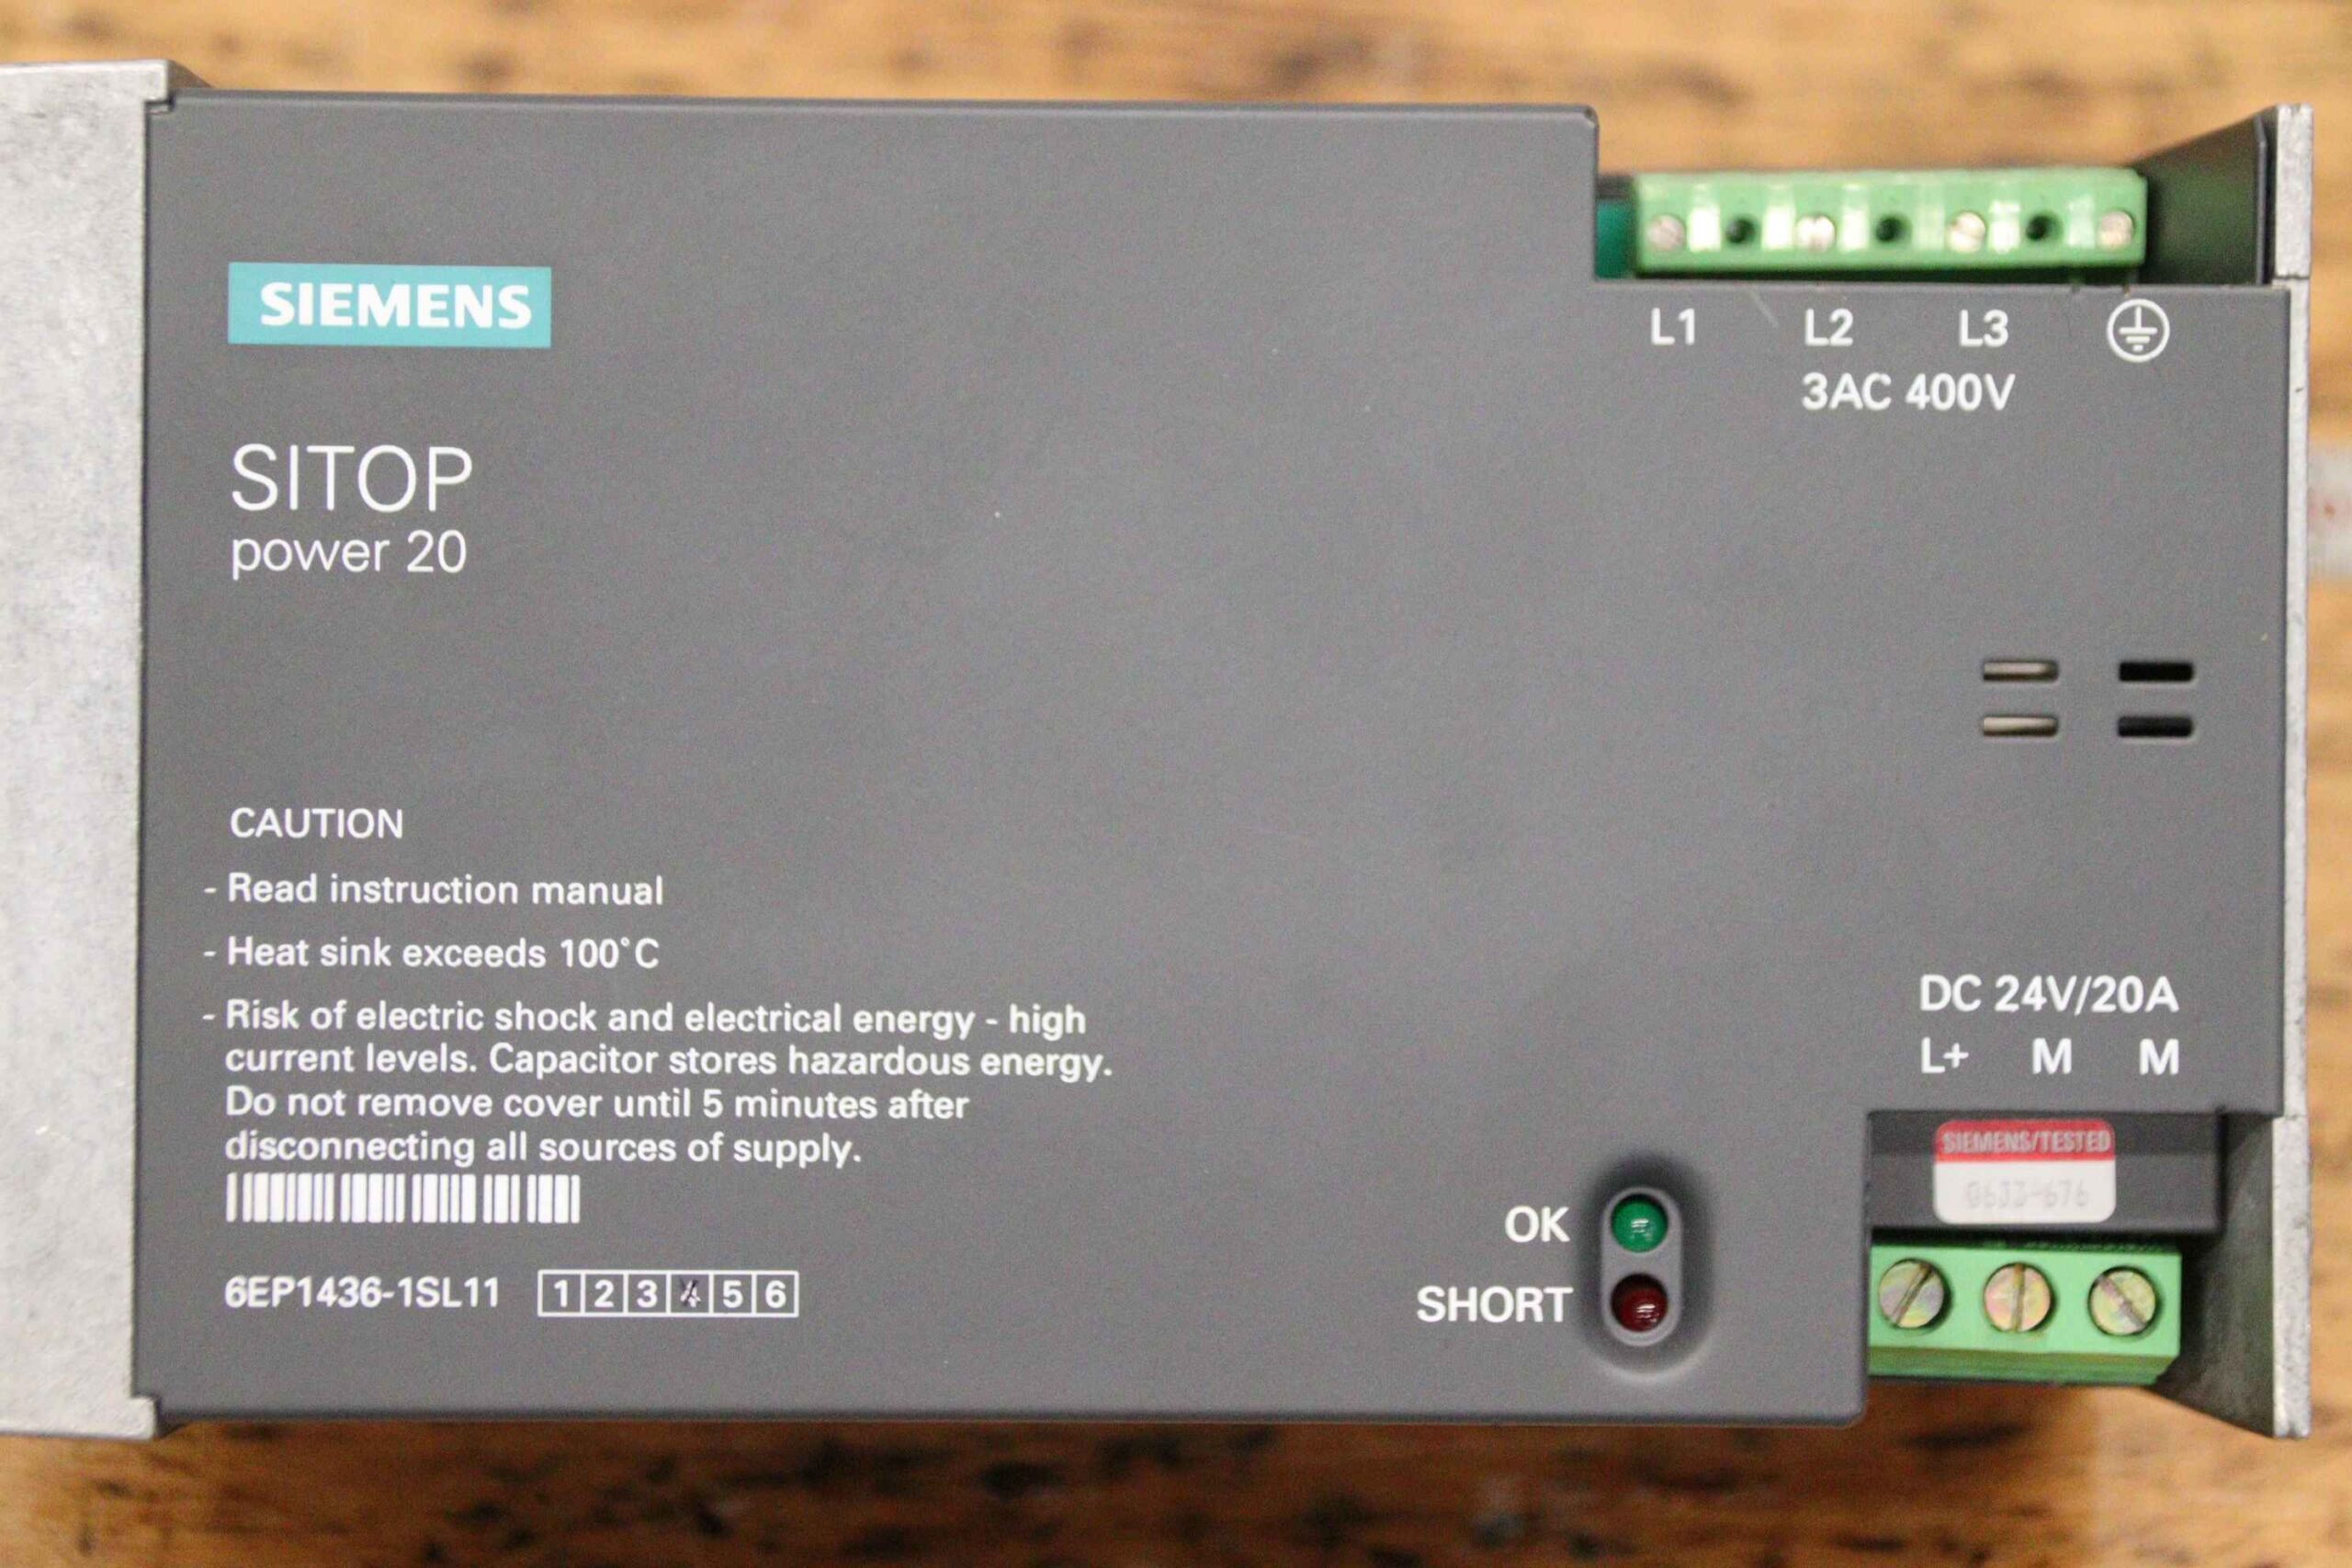 SIEMENS
SITOP
power 20
L1 L2 L3
3AC 400V
CAUTION
- Read instruction manual
- Heat sink exceeds 100°C
- Risk of electric shock and electrical energy - high
current levels. Capacitor stores hazardous energy.
Do not remove cover until 5 minutes after
disconnecting all sources of supply.
6EP1436-1SL11 1 2 3 4 5 6
OK
SHORT
DC 24V/20A
L+ M M
SIEMENS/TESTED